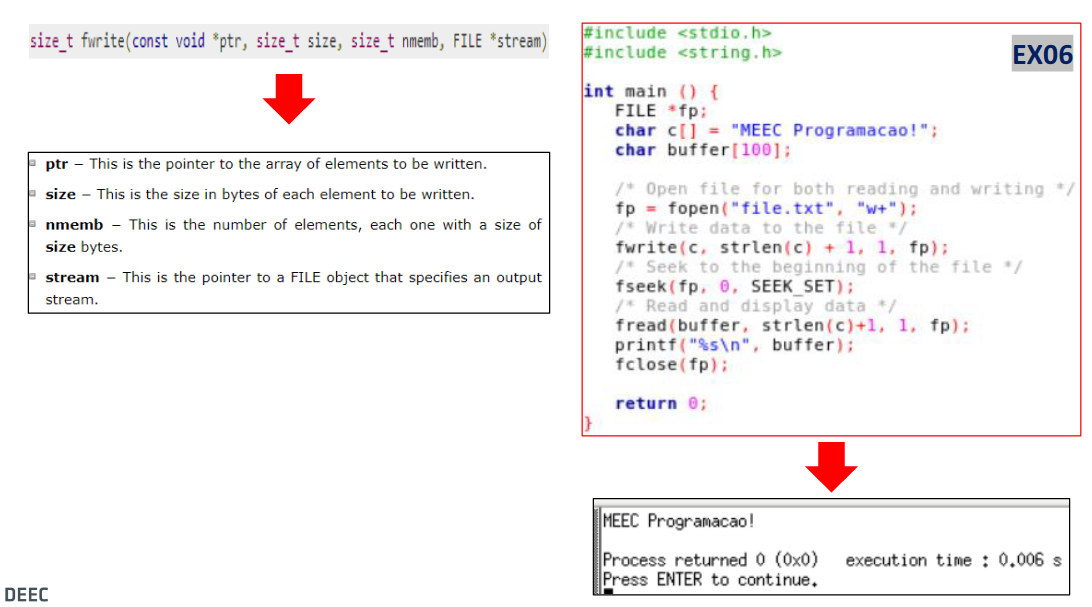 size_t fwrite(const void *ptr, size_t size, size_t nmemb, FILE *stream)
ptr − This is the pointer to the array of elements to be written.
size − This is the size in bytes of each element to be written.
nmemb − This is the number of elements, each one with a size of
size bytes.
stream − This is the pointer to a FILE object that specifies an output
stream.
EX06
#include <stdio.h>
#include <string.h>
int main () {
FILE *fp;
char c[] = "MEEC Programacao!";
char buffer[100];
/* Open file for both reading and writing */
fp = fopen("file.txt", "w+");
/* Write data to the file */
fwrite(c, strlen(c) + 1, 1, fp);
/* Seek to the beginning of the file */
fseek(fp, 0, SEEK_SET);
/* Read and display data */
fread(buffer, strlen(c)+1, 1, fp);
printf("%s\n", buffer);
fclose(fp);
return 0;
}
MEEC Programacao!
Process returned 0 (0x0)   execution time : 0.006 s
Press ENTER to continue.
DEEC